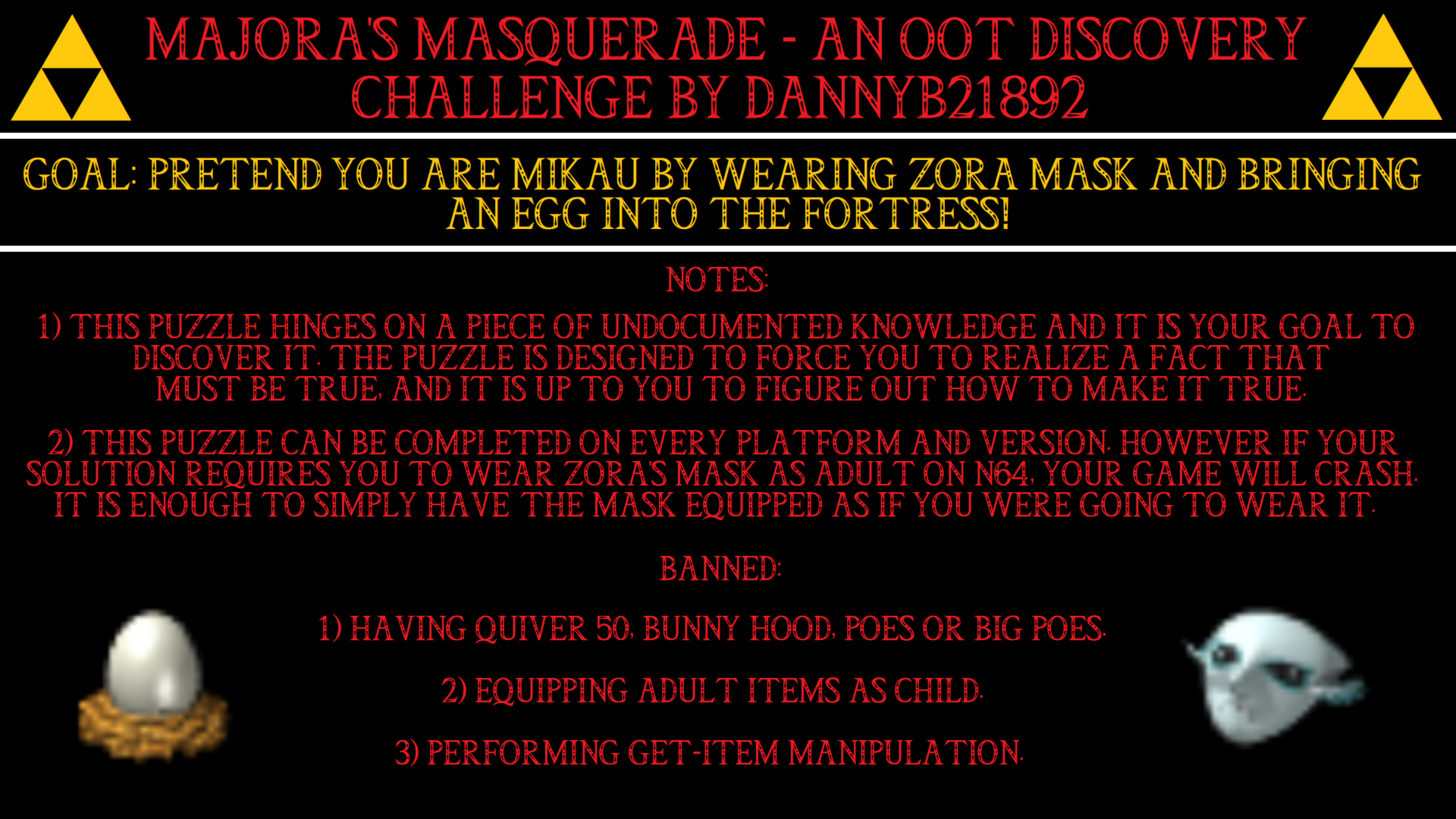 MAJORA'S MASQUERADE - AN OOT DISCOVERY
CHALLENGE BY DANNYB21892
GOAL: PRETEND YOU ARE MIKAU BY WEARING ZORA MASK AND BRINGING
AN EGG INTO THE FORTRESS!
NOTES:
1) THIS PUZZLE HINGES ON A PIECE OF UNDOCUMENTED KNOWLEDGE AND IT IS YOUR GOAL TO
DISCOVER IT. THE PUZZLE IS DESIGNED TO FORCE YOU TO REALIZE A FACT THAT
MUST BE TRUE, AND IT IS UP TO YOU TO FIGURE OUT HOW TO MAKE IT TRUE.
2) THIS PUZZLE CAN BE COMPLETED ON EVERY PLATFORM AND VERSION. HOWEVER IF YOUR
SOLUTION REQUIRES YOU TO WEAR ZORA'S MASK AS ADULT ON N64, YOUR GAME WILL CRASH.
IT IS ENOUGH TO SIMPLY HAVE THE MASK EQUIPPED AS IF YOU WERE GOING TO WEAR IT.
BANNED:
1) HAVING QUIVER 50, BUNNY HOOD, POES OR BIG POES.
2) EQUIPPING ADULT ITEMS AS CHILD.
3) PERFORMING GET-ITEM MANIPULATION.